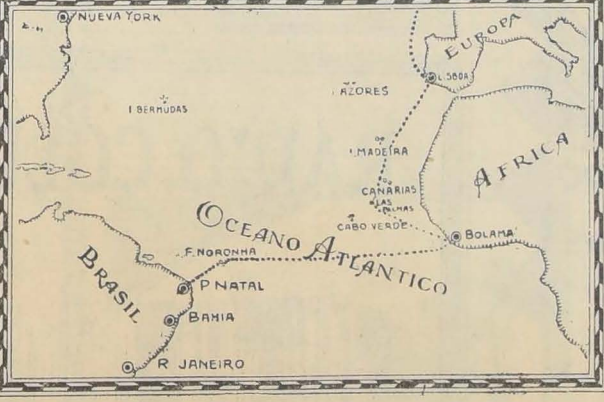 NUEVA YORK
EUROPA
LISBOA
I AZORES
I BERMUDAS
I. MADEIRA
AFRICA
CANARIAS
LAS
PALMAS
CABO VERDE
BOLAMA
OCEANO ATLANTICO
F. NORONHA
BRASIL
P NATAL
BAHIA
R JANEIRO